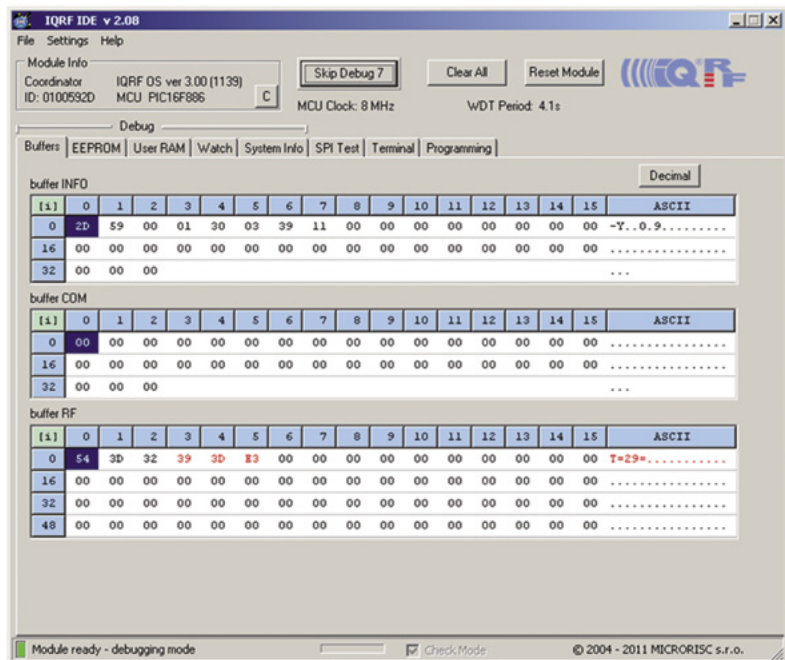 IQRF IDE v 2.08
File Settings Help
Module Info
Coordinator IQRF OS ver 3.00 (1139)
ID: 0100592D MCU PIC16F886 C
Skip Debug 7 Clear All Reset Module
MCU Clock: 8 MHz WDT Period: 4.1s
IQRF
Debug
Buffers EEPROM User RAM Watch System Info SPI Test Terminal Programming
Decimal
buffer INFO
[i] 0 1 2 3 4 5 6 7 8 9 10 11 12 13 14 15 ASCII
0 2D 59 00 01 30 03 39 11 00 00 00 00 00 00 00 00 -Y..0.9.........
16 00 00 00 00 00 00 00 00 00 00 00 00 00 00 00 00 ................
32 00 00 00 ...
buffer COM
[i] 0 1 2 3 4 5 6 7 8 9 10 11 12 13 14 15 ASCII
0 00 00 00 00 00 00 00 00 00 00 00 00 00 00 00 00 ................
16 00 00 00 00 00 00 00 00 00 00 00 00 00 00 00 00 ................
32 00 00 00 ...
buffer RF
[i] 0 1 2 3 4 5 6 7 8 9 10 11 12 13 14 15 ASCII
0 54 3D 32 39 3D E3 00 00 00 00 00 00 00 00 00 00 T=29=...........
16 00 00 00 00 00 00 00 00 00 00 00 00 00 00 00 00 ................
32 00 00 00 00 00 00 00 00 00 00 00 00 00 00 00 00 ................
48 00 00 00 00 00 00 00 00 00 00 00 00 00 00 00 00 ................
Module ready - debugging mode Check Mode © 2004 - 2011 MICRORISC s.r.o.